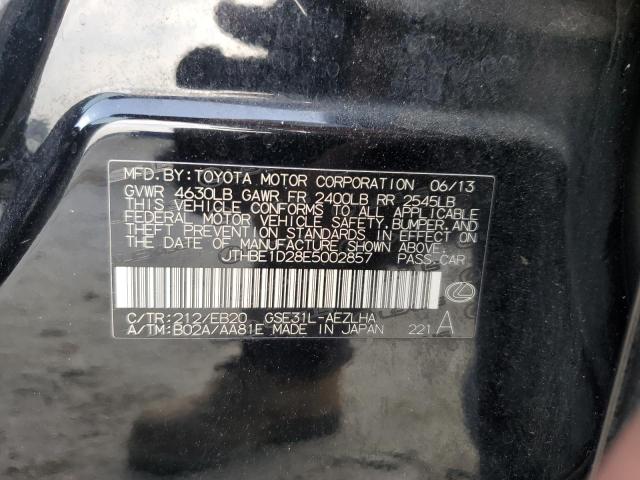 MFD. BY: TOYOTA MOTOR CORPORATION 06/13
GVWR 4630LB GAWR FR 2400LB RR 2545LB
THIS VEHICLE CONFORMS TO ALL APPLICABLE
FEDERAL MOTOR VEHICLE SAFETY, BUMPER, AND
THEFT PREVENTION STANDARDS IN EFFECT ON
THE DATE OF MANUFACTURE SHOWN ABOVE.
JTHBE1D28E5002857 PASS-CAR
C/TR: 212/EB20 GSE31L-AEZLHA
A/TM: B02A/AA81E MADE IN JAPAN 221 A